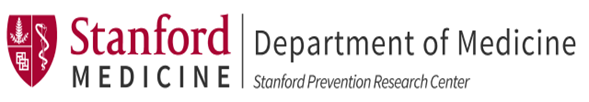 Stanford
MEDICINE
Department of Medicine
Stanford Prevention Research Center